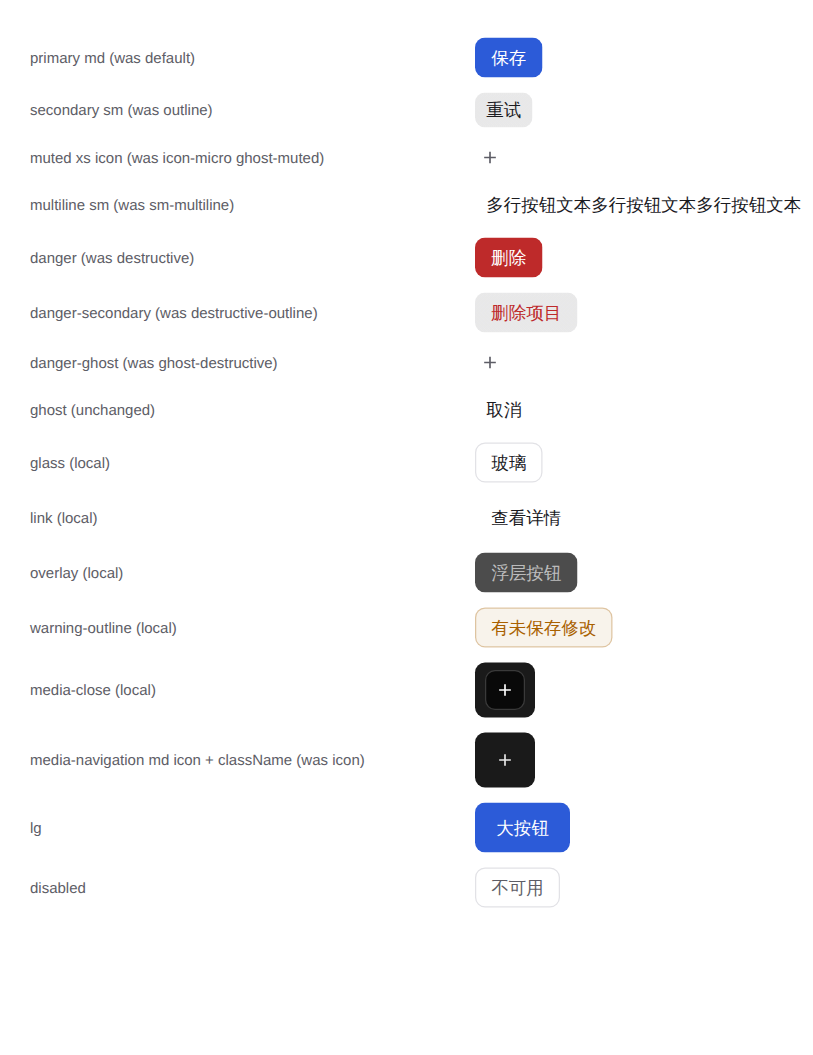 primary md (was default) 保存
secondary sm (was outline) 重试
muted xs icon (was icon-micro ghost-muted)
multiline sm (was sm-multiline) 多行按钮文本多行按钮文本多行按钮文本
danger (was destructive) 删除
danger-secondary (was destructive-outline) 删除项目
danger-ghost (was ghost-destructive)
ghost (unchanged) 取消
glass (local) 玻璃
link (local) 查看详情
overlay (local) 浮层按钮
warning-outline (local) 有未保存修改
media-close (local)
media-navigation md icon + className (was icon)
lg 大按钮
disabled 不可用